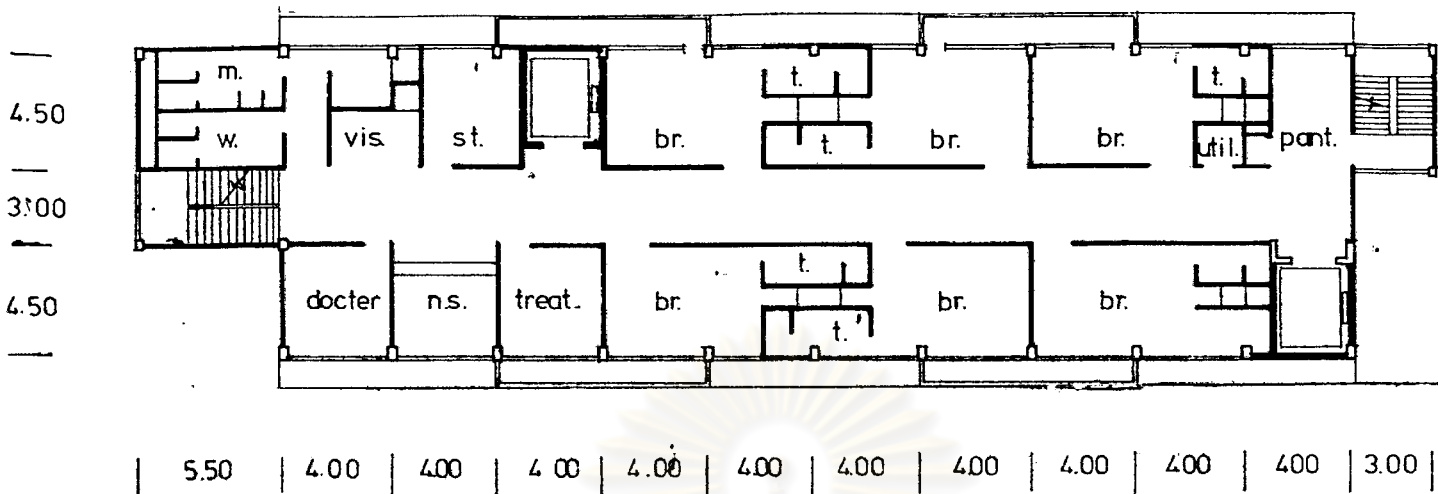 m. t. t.
4.50
w. vis. st. br. t. br. br. util. pant.
3.00
t.
4.50 docter n.s. treat. br. br. br.
t.
5.50 4.00 4.00 4.00 4.00 4.00 4.00 4.00 4.00 4.00 4.00 3.00